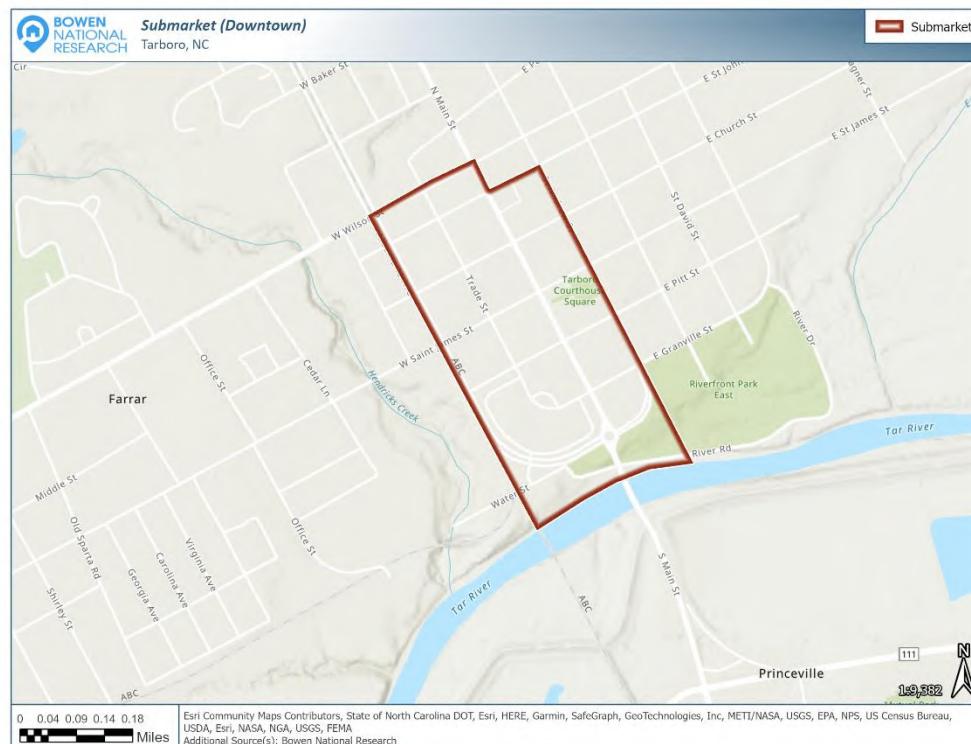 BOWEN
NATIONAL
RESEARCH
Submarket (Downtown)
Tarboro, NC
Submarket
Cir
W Baker St
N Main St
E St John
E Church St
E St James St
W Wilson St
St David St
Trade St
Tarboro
Courthouse
Square
E Pitt St
W Saint James St
E Granville St
River Dr
ABC
Office St
Cedar Ln
Hendricks Creek
Farrar
Riverfront Park
East
Tar River
River Rd
Middle St
Water St
Office St
Old Sparta Rd
Virginia Ave
Carolina Ave
Georgia Ave
Shirley St
Tar River
S Main St
ABC
111
Princeville
ABC
N
1:9,382
0 0.04 0.09 0.14 0.18
Miles
Esri Community Maps Contributors, State of North Carolina DOT, Esri, HERE, Garmin, SafeGraph, GeoTechnologies, Inc, METI/NASA, USGS, EPA, NPS, US Census Bureau,
USDA, Esri, NASA, NGA, USGS, FEMA
Additional Source(s): Bowen National Research